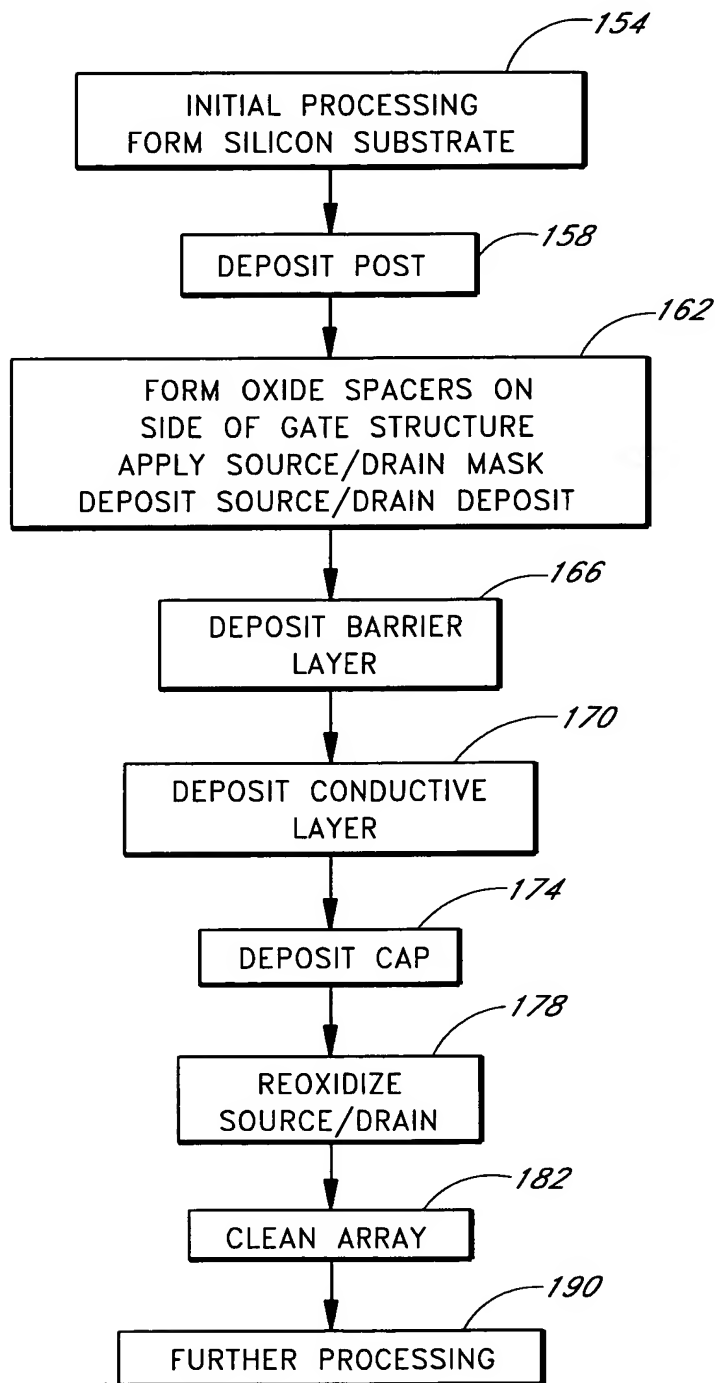 154
INITIAL PROCESSING
FORM SILICON SUBSTRATE
158
DEPOSIT POST
162
FORM OXIDE SPACERS ON
SIDE OF GATE STRUCTURE
APPLY SOURCE/DRAIN MASK
DEPOSIT SOURCE/DRAIN DEPOSIT
166
DEPOSIT BARRIER
LAYER
170
DEPOSIT CONDUCTIVE
LAYER
174
DEPOSIT CAP
178
REOXIDIZE
SOURCE/DRAIN
182
CLEAN ARRAY
190
FURTHER PROCESSING